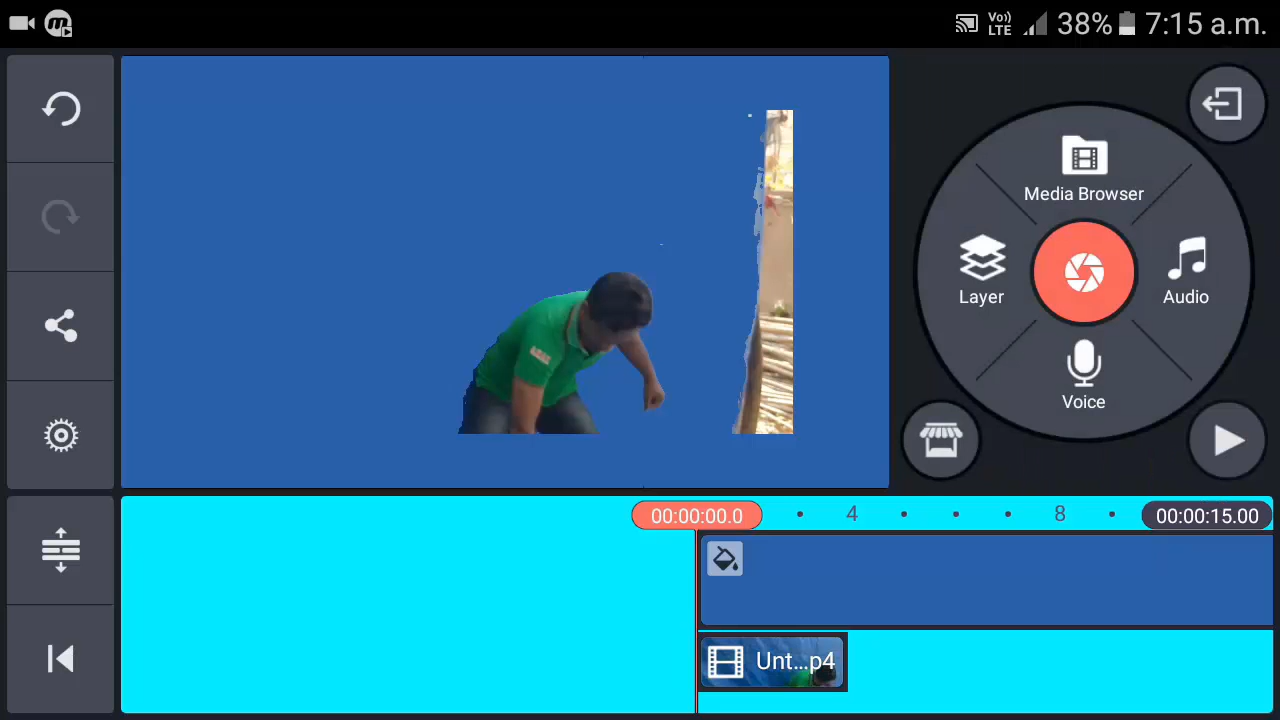 Vo))
LTE
38%
7:15 a.m.
Media Browser
Layer
Audio
Voice
00:00:00.0
4
8
00:00:15.00
Unt...p4